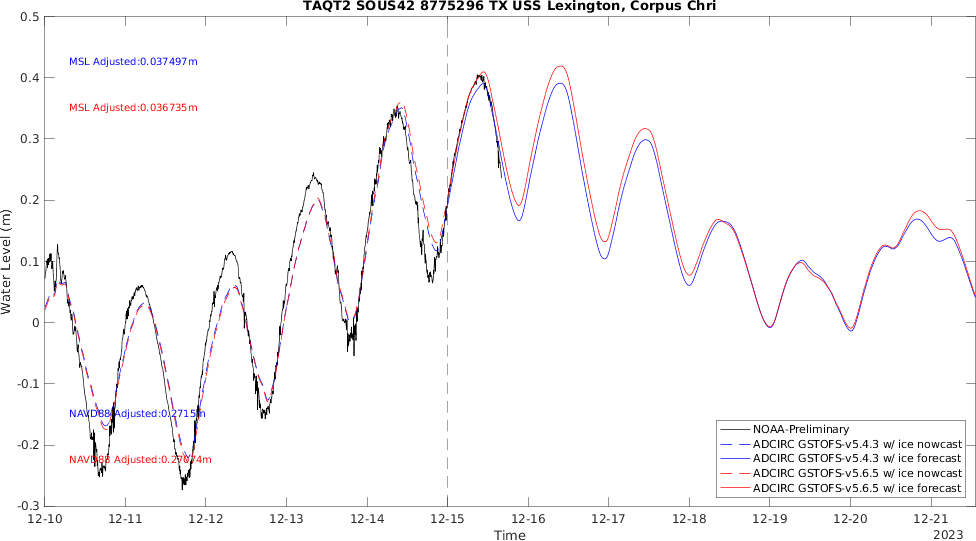 TAQT2 SOUS42 8775296 TX USS Lexington, Corpus Chri
0.5
0.4
0.3
0.2
0.1
0
-0.1
-0.2
-0.3
Water Level (m)
MSL Adjusted:0.037497m
MSL Adjusted:0.036735m
NAVD88 Adjusted:0.2715m
NAVD88 Adjusted:0.27074m
NOAA-Preliminary
ADCIRC GSTOFS-v5.4.3 w/ ice nowcast
ADCIRC GSTOFS-v5.4.3 w/ ice forecast
ADCIRC GSTOFS-v5.6.5 w/ ice nowcast
ADCIRC GSTOFS-v5.6.5 w/ ice forecast
12-10 12-11 12-12 12-13 12-14 12-15 12-16 12-17 12-18 12-19 12-20 12-21
2023
Time